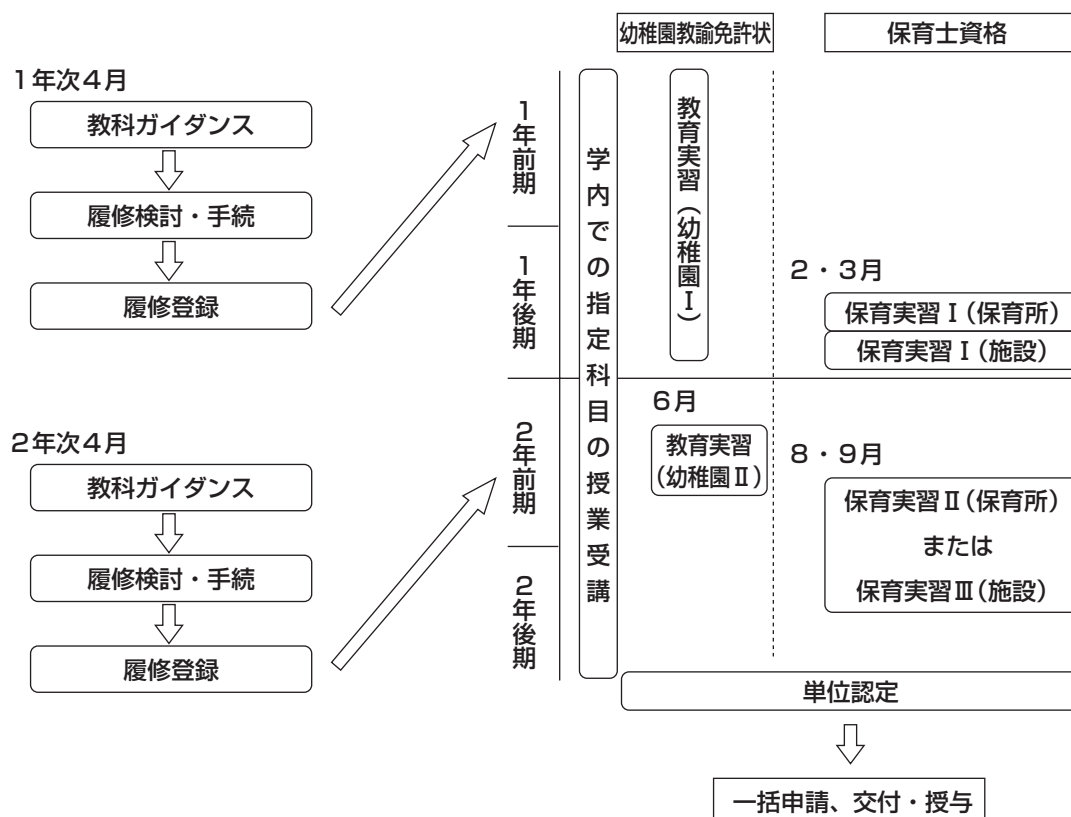 幼稚園教諭免許状
保育士資格
1年次4月
教科ガイダンス
履修検討・手続
履修登録
2年次4月
教科ガイダンス
履修検討・手続
履修登録
1年前期
1年後期
2年前期
2年後期
学内での指定科目の授業受講
教育実習（幼稚園Ⅰ）
2・3月
保育実習Ⅰ（保育所）
保育実習Ⅰ（施設）
6月
教育実習
（幼稚園Ⅱ）
8・9月
保育実習Ⅱ（保育所）
または
保育実習Ⅲ（施設）
単位認定
一括申請、交付・授与